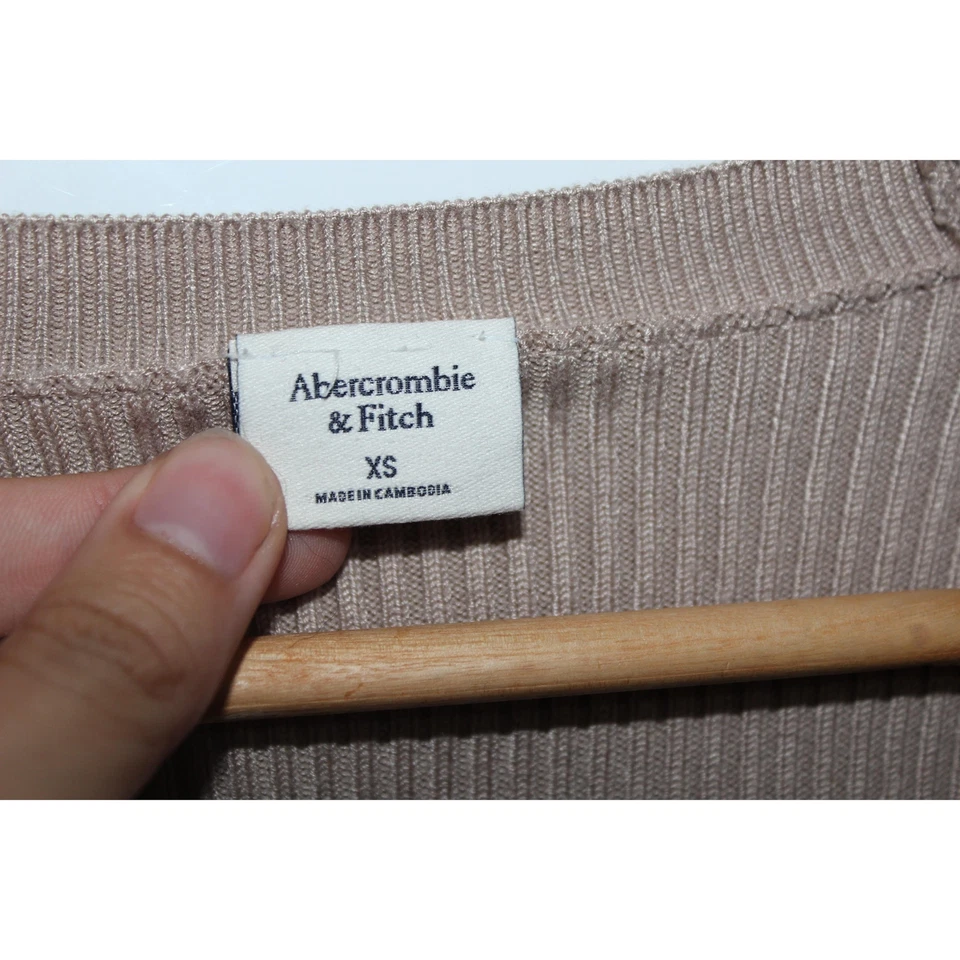 Abercrombie
& Fitch
XS
MADE IN CAMBODIA